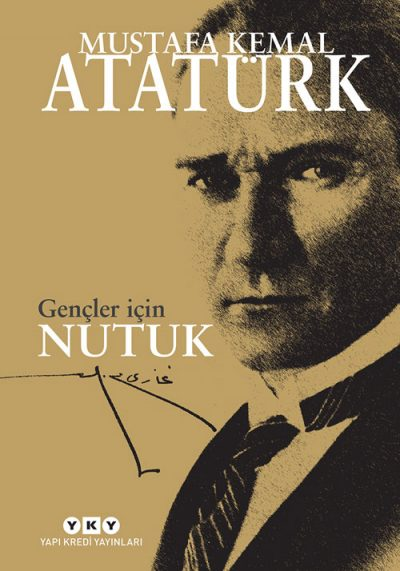 MUSTAFA KEMAL
ATATÜRK
Gençler için
NUTUK
YKY
YAPI KREDİ YAYINLARI